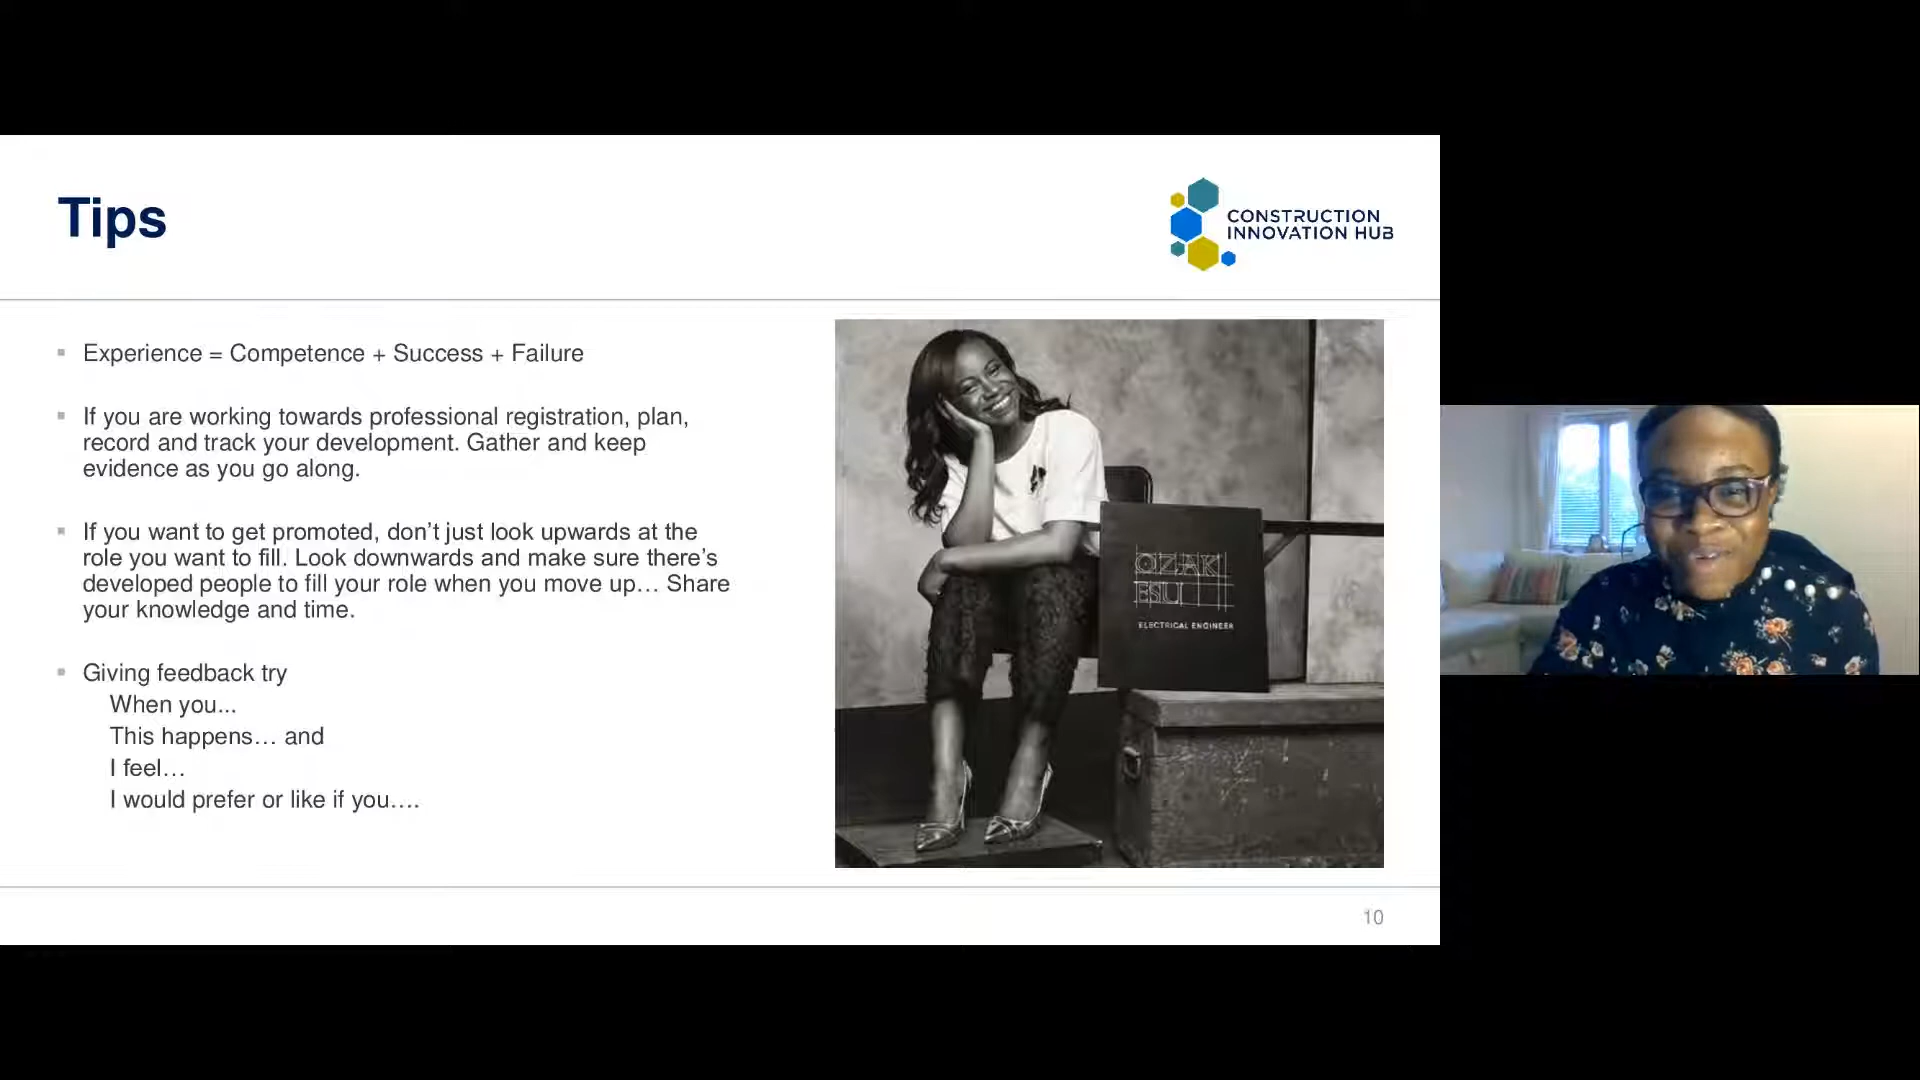 Tips
CONSTRUCTION
INNOVATION HUB
Experience = Competence + Success + Failure
If you are working towards professional registration, plan,
record and track your development. Gather and keep
evidence as you go along.
If you want to get promoted, don’t just look upwards at the
role you want to fill. Look downwards and make sure there’s
developed people to fill your role when you move up… Share
your knowledge and time.
Giving feedback try
When you...
This happens… and
I feel…
I would prefer or like if you….
OZAK
ESU
ELECTRICAL ENGINEER
10